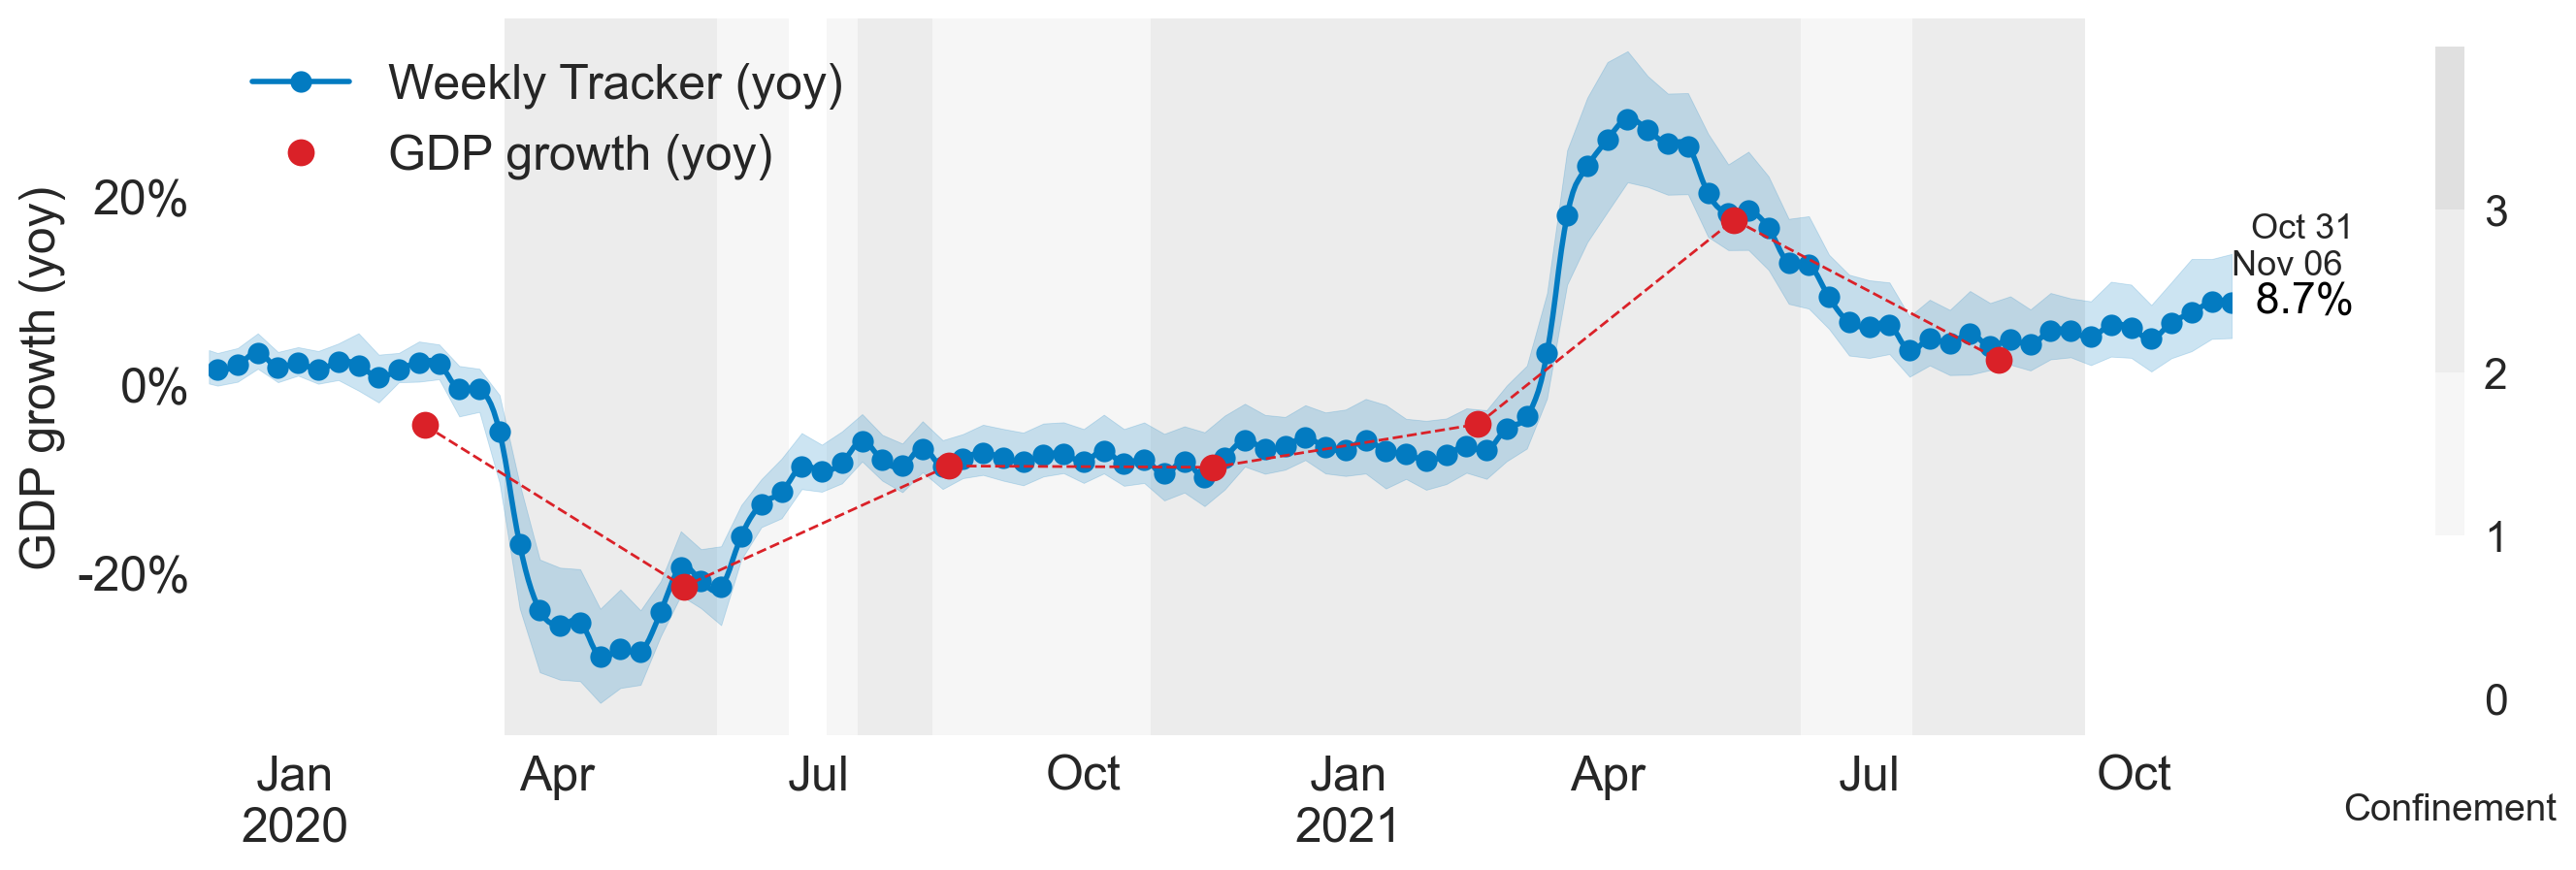 Weekly Tracker (yoy)
GDP growth (yoy)
GDP growth (yoy)
20%
0%
-20%
Jan
2020
Apr
Jul
Oct
Jan
2021
Apr
Jul
Oct
Oct 31
Nov 06
8.7%
3
2
1
0
Confinement